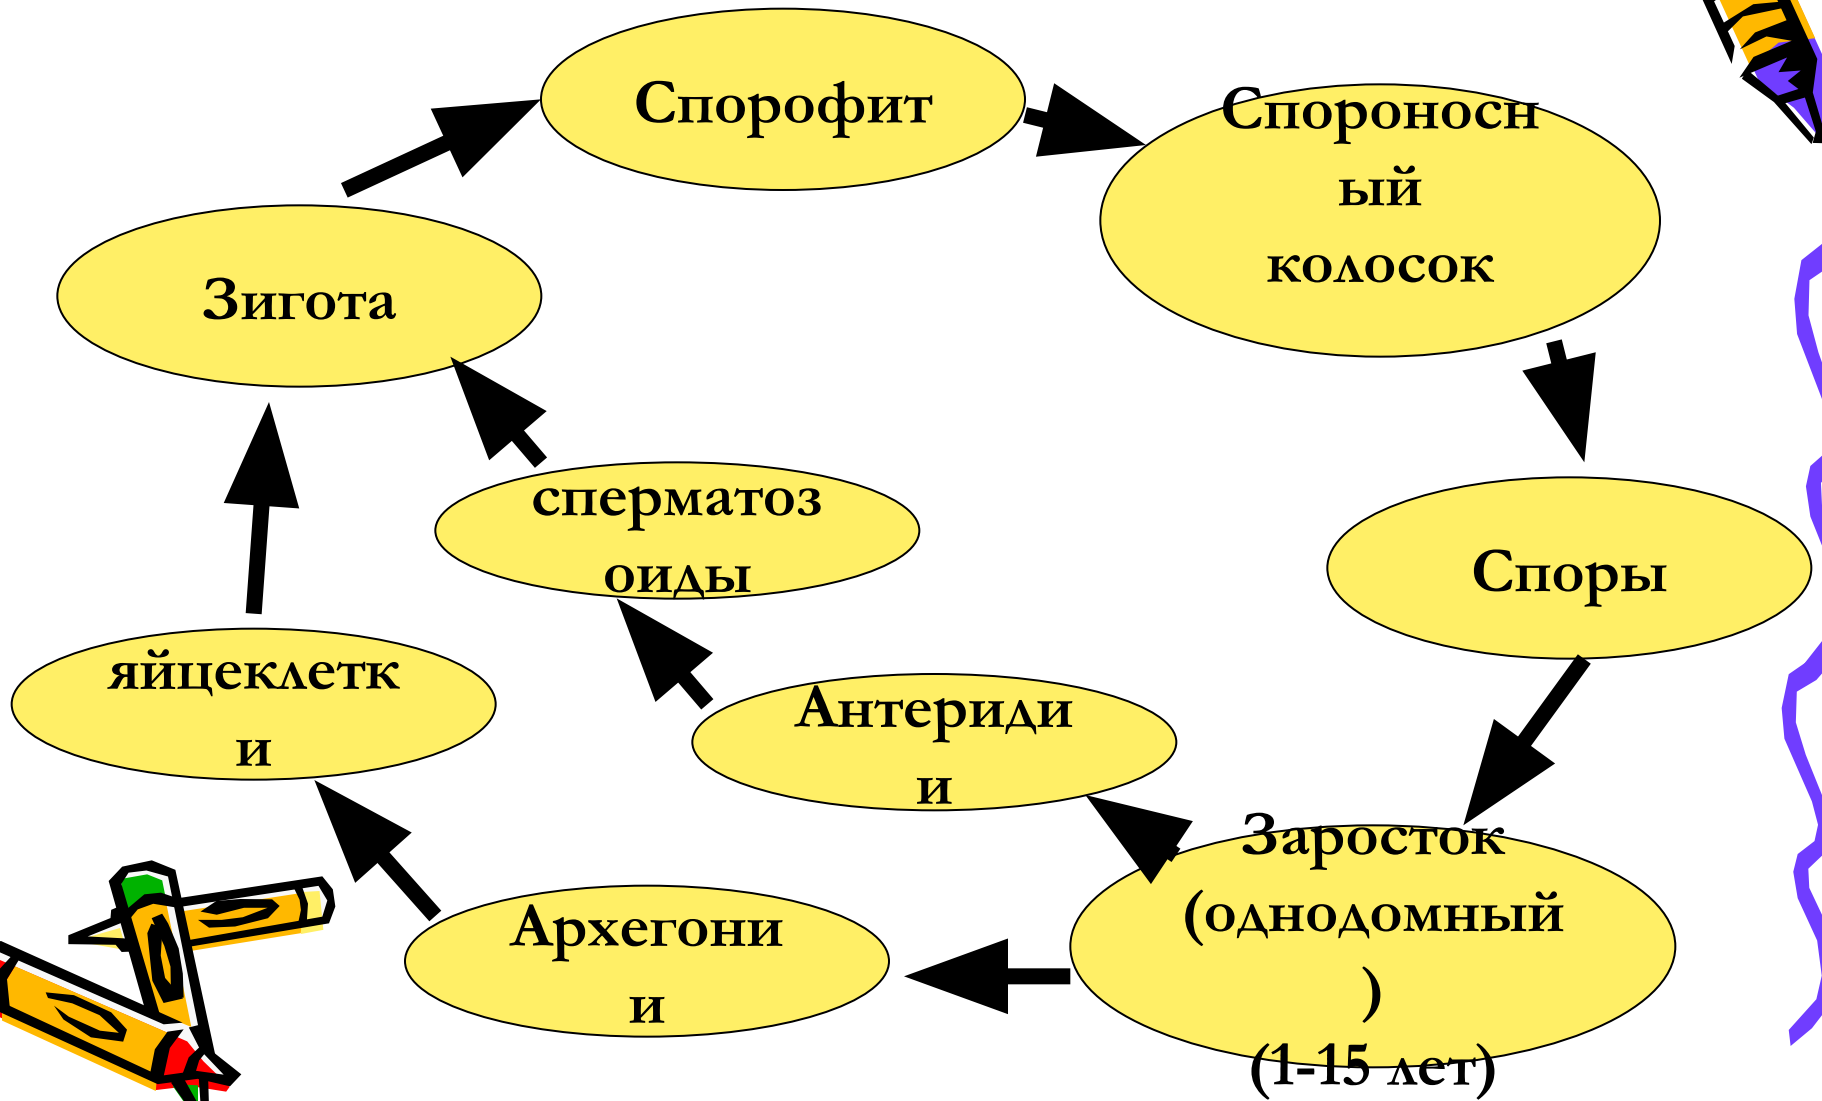 Спорофит
Спороносн
ый
колосок
Зигота
сперматоз
оиды
Споры
яйцеклетк
и
Антериди
и
Заросток
(однодомный
)
(1-15 лет)
Архегони
и